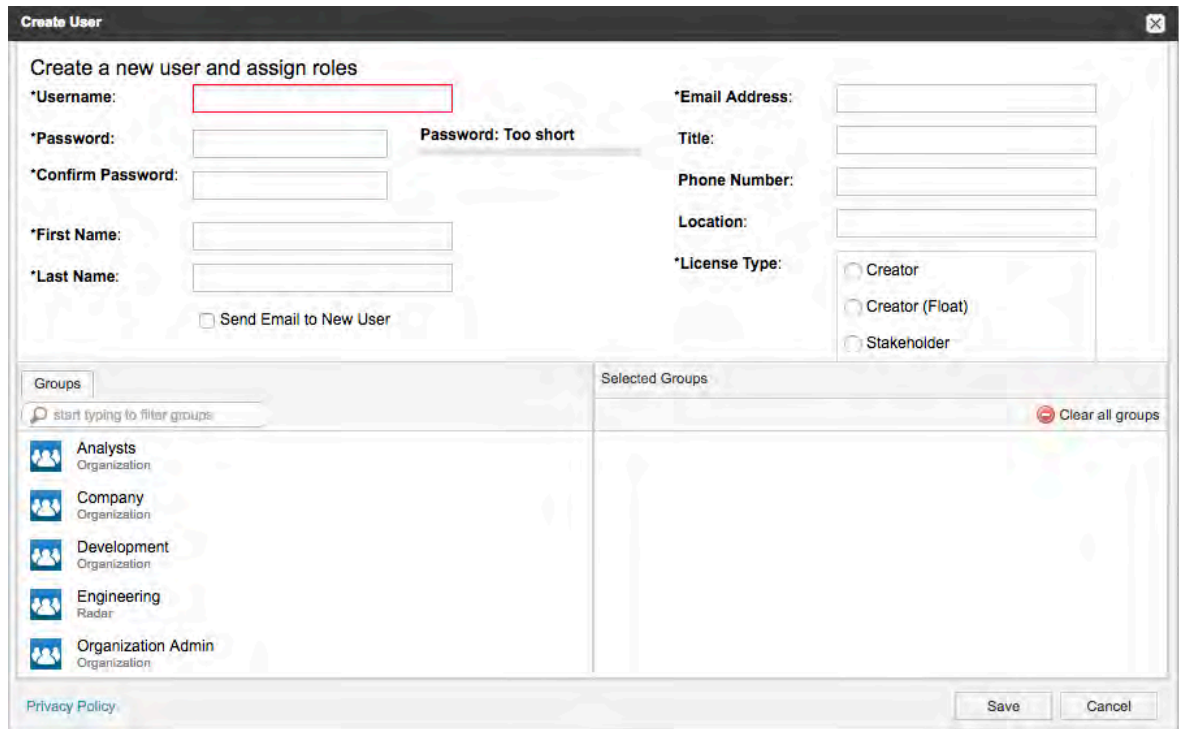 Create User
Create a new user and assign roles
*Username:
*Password:
Password: Too short
*Confirm Password:
*First Name:
*Last Name:
Send Email to New User
*Email Address:
Title:
Phone Number:
Location:
*License Type:
Creator
Creator (Float)
Stakeholder
Groups
start typing to filter groups
Analysts
Organization
Company
Organization
Development
Organization
Engineering
Radar
Organization Admin
Organization
Selected Groups
Clear all groups
Privacy Policy
Save
Cancel